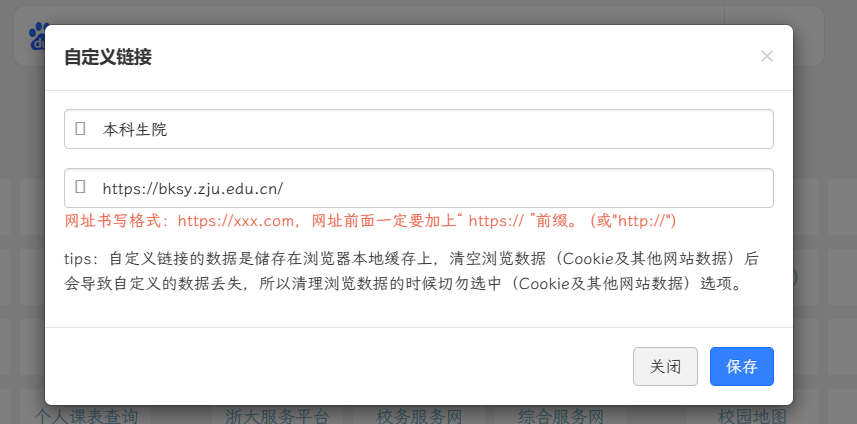 自定义链接
×
本科生院
https://bksy.zju.edu.cn/
网址书写格式：https://xxx.com，网址前面一定要加上“ https:// ”前缀。 (或"http://")
tips：自定义链接的数据是储存在浏览器本地缓存上，清空浏览数据（Cookie及其他网站数据）后
会导致自定义的数据丢失，所以清理浏览数据的时候切勿选中（Cookie及其他网站数据）选项。
关闭 保存
个人课表查询 浙大服务平台 校务服务网 综合服务网 校园地图